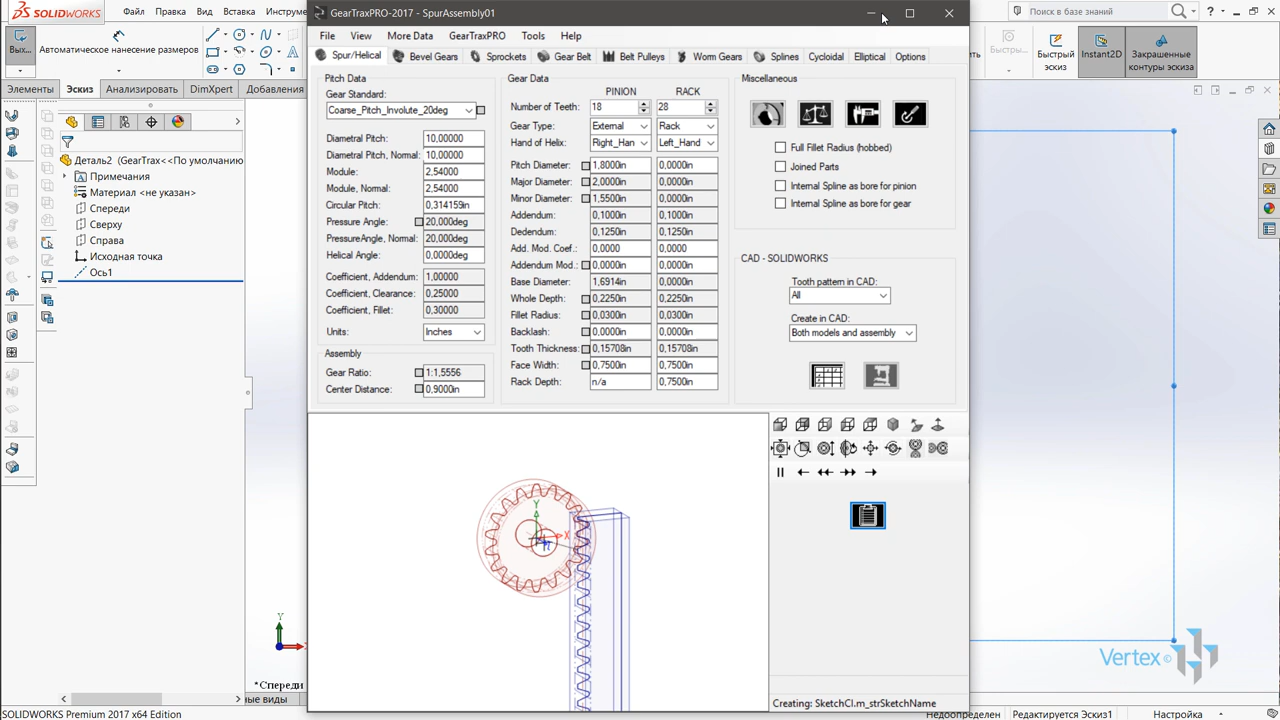 SOLIDWORKS
Файл
Правка
Вид
Вставка
Инструме
GearTraxPRO-2017 - SpurAssembly01
Поиск в базе знаний
Вых...
Автоматическое нанесение размеров
Быстры...
Быстрый эскиз
Instant2D
Закрашенные контуры эскиза
File
View
More Data
GearTraxPRO
Tools
Help
Spur/Helical
Bevel Gears
Sprockets
Gear Belt
Belt Pulleys
Worm Gears
Splines
Cycloidal
Elliptical
Options
Элементы
Эскиз
Анализировать
DimXpert
Добавления
Деталь2 (GearTrax<<По умолчанию
Примечания
Материал <не указан>
Спереди
Сверху
Справа
Исходная точка
Ось1
Pitch Data
Gear Standard:
Coarse_Pitch_Involute_20deg
Diametral Pitch: 10,00000
Diametral Pitch, Normal: 10,00000
Module: 2.54000
Module, Normal: 2.54000
Circular Pitch: 0,314159in
Pressure Angle: 20,000deg
PressureAngle, Normal: 20,000deg
Helical Angle: 0,0000deg
Coefficient, Addendum: 1,00000
Coefficient, Clearance: 0,25000
Coefficient, Fillet: 0,30000
Units: Inches
Assembly
Gear Ratio: 1:1,5556
Center Distance: 0,9000in
Gear Data
PINION RACK
Number of Teeth: 18 28
Gear Type: External Rack
Hand of Helix: Right_Han Left_Hand
Pitch Diameter: 1,8000in 0,0000in
Major Diameter: 2,0000in 0,0000in
Minor Diameter: 1,5500in 0,0000in
Addendum: 0,1000in 0,1000in
Dedendum: 0,1250in 0,1250in
Add. Mod. Coef.: 0,0000 0,0000
Addendum Mod.: 0,0000in 0,0000in
Base Diameter: 1,6914in 0,0000in
Whole Depth: 0,2250in 0,2250in
Fillet Radius: 0,0300in 0,0300in
Backlash: 0,0000in 0,0000in
Tooth Thickness: 0,15708in 0,15708in
Face Width: 0,7500in 0,7500in
Rack Depth: n/a 0,7500in
Miscellaneous
Full Fillet Radius (hobbed)
Joined Parts
Internal Spline as bore for pinion
Internal Spline as bore for gear
CAD - SOLIDWORKS
Tooth pattern in CAD:
All
Create in CAD:
Both models and assembly
Y
X
Y
Creating: SketchCl.m_strSketchName
*Спереди
ные виды
Vertex ©
SOLIDWORKS Premium 2017 x64 Edition
Недоопределен
Редактируется Эскиз1
Настройка